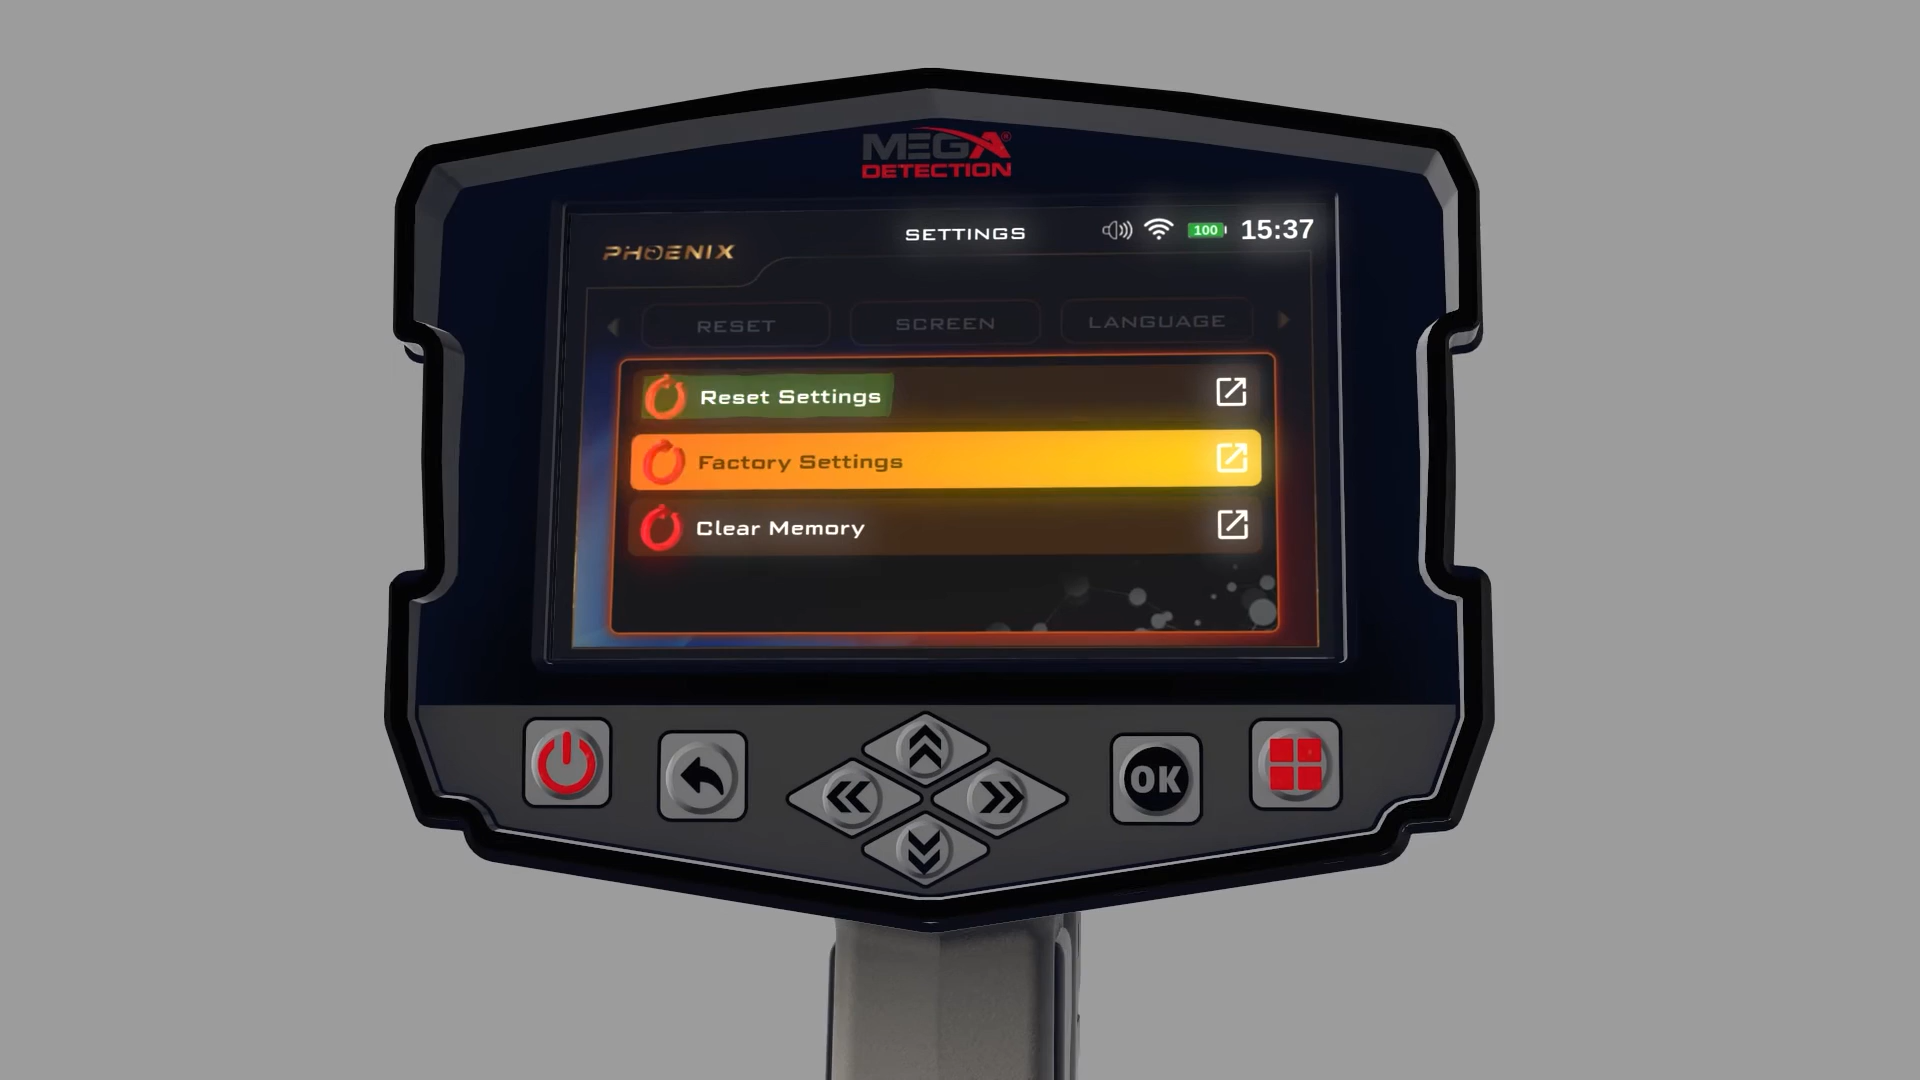 MEGA®
DETECTION
SETTINGS
100
15:37
PHOENIX
RESET
SCREEN
LANGUAGE
Reset Settings
Factory Settings
Clear Memory
OK